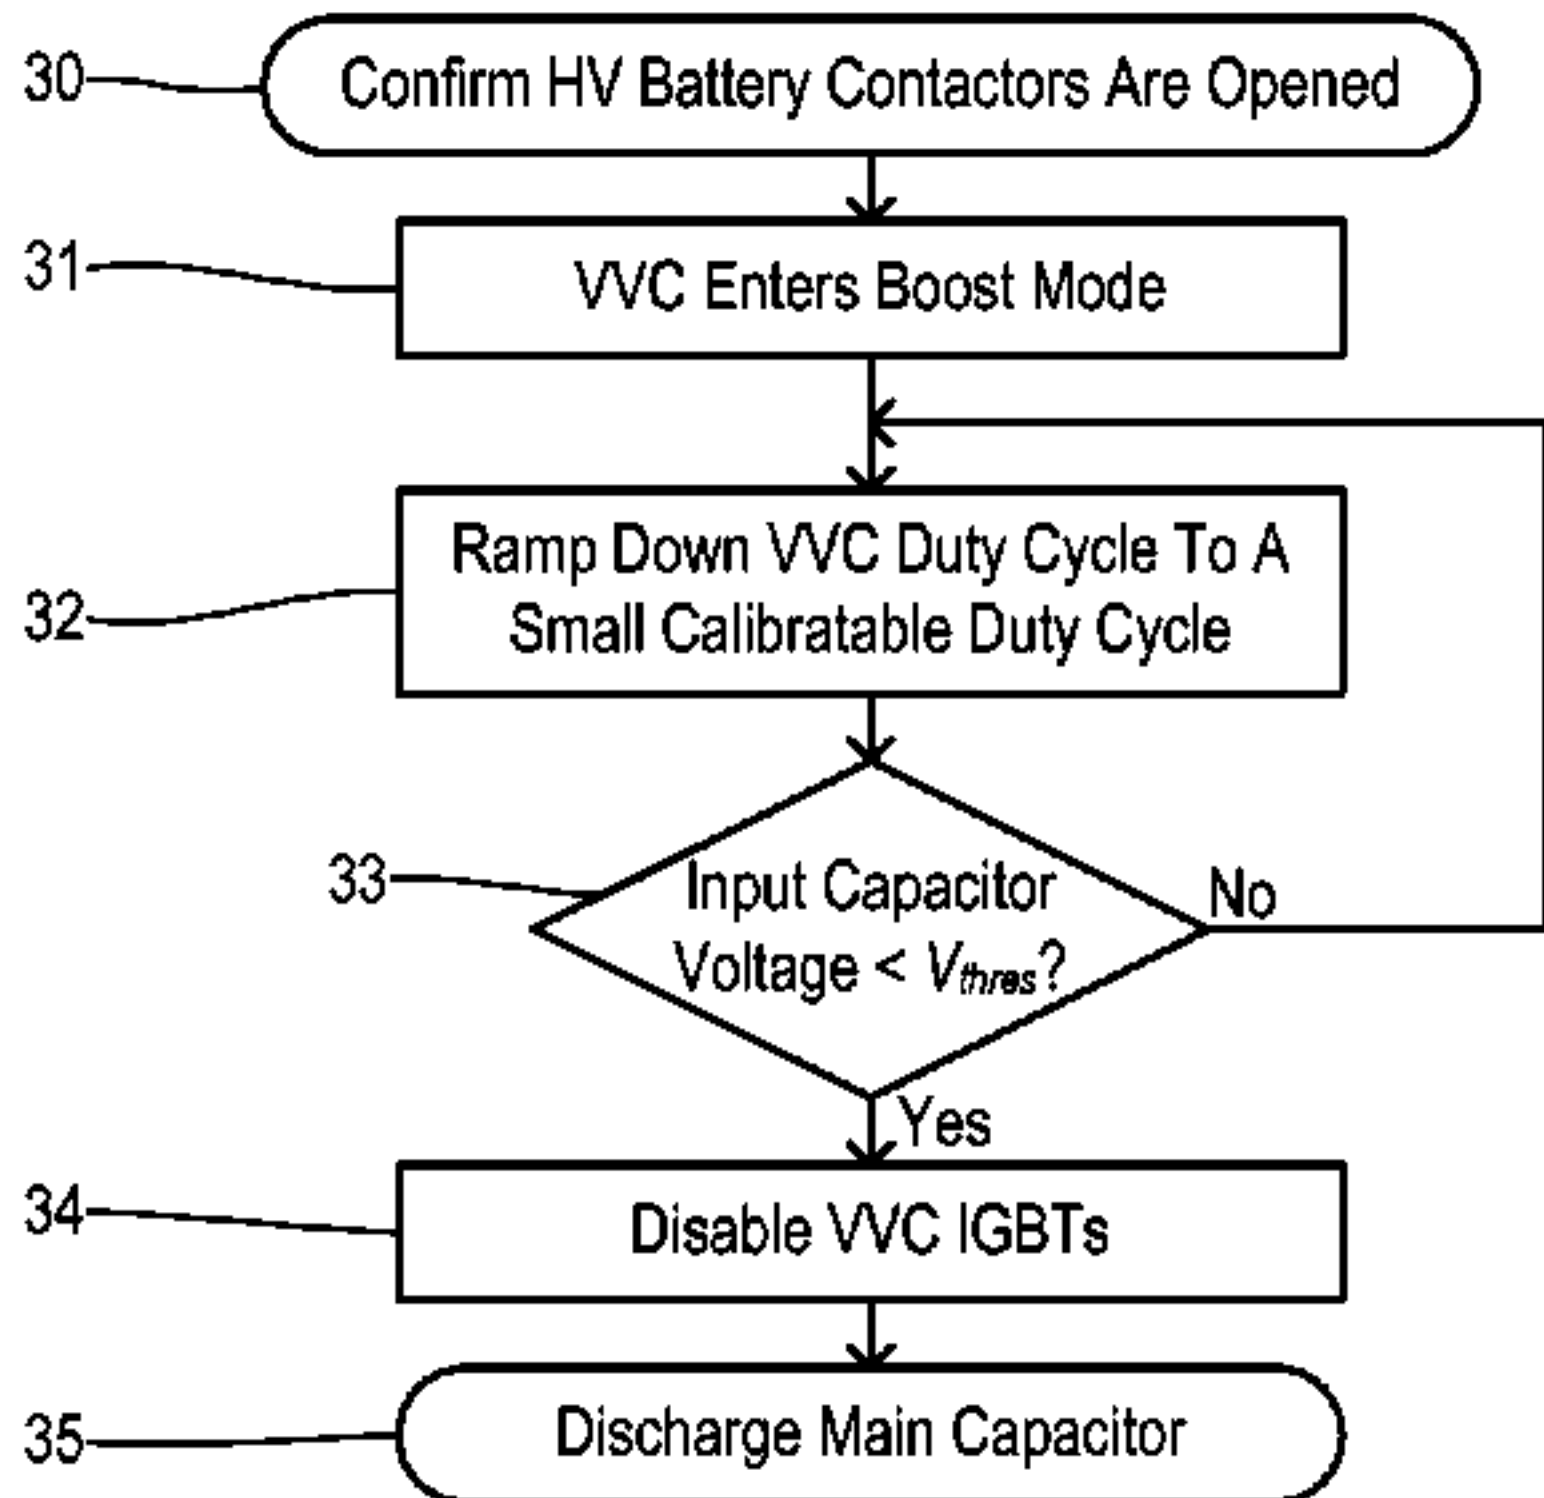 30
Confirm HV Battery Contactors Are Opened
31
VVC Enters Boost Mode
32
Ramp Down VVC Duty Cycle To A
Small Calibratable Duty Cycle
33
Input Capacitor
Voltage < Vthres?
No
Yes
34
Disable VVC IGBTs
35
Discharge Main Capacitor